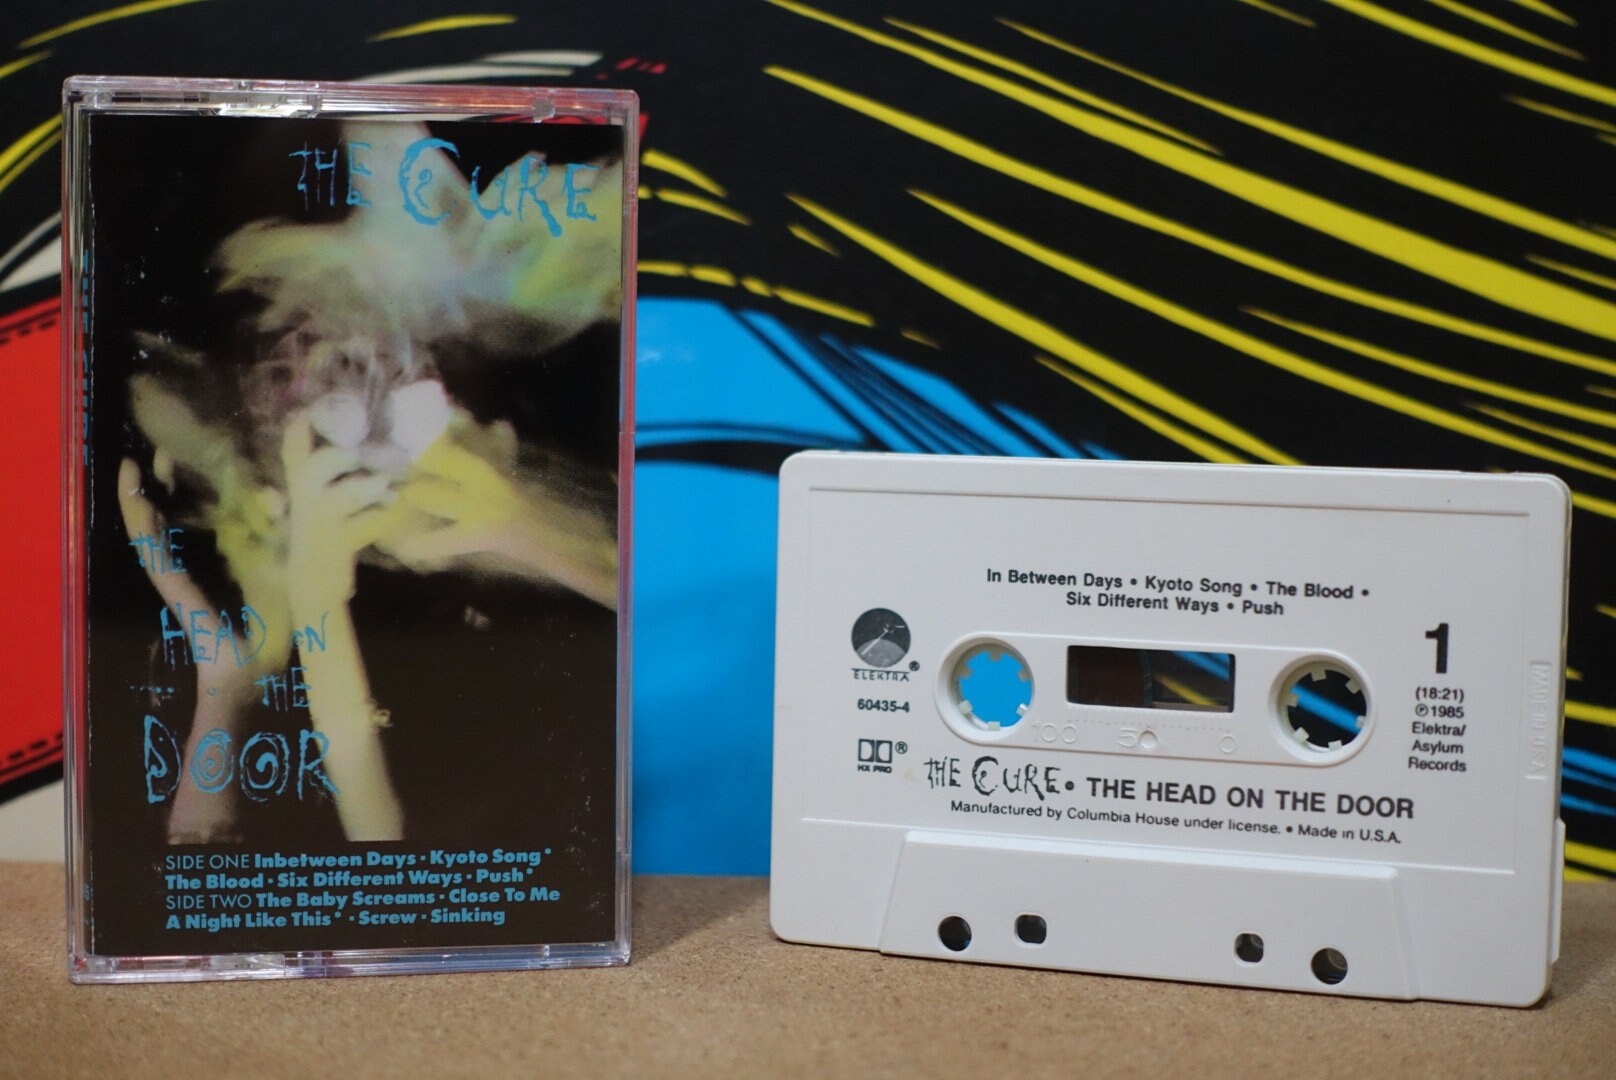 THE CURE
THE CURE
THE
HEAD ON
THE
DOOR
SIDE ONE Inbetween Days · Kyoto Song*
The Blood · Six Different Ways · Push*
SIDE TWO The Baby Screams · Close To Me
A Night Like This* · Screw · Sinking
In Between Days • Kyoto Song • The Blood •
Six Different Ways • Push
ELEKTRA®
60435-4
®
HX PRO
1
(18:21)
℗1985
Elektra/
Asylum
Records
100 50 0
THE CURE • THE HEAD ON THE DOOR
Manufactured by Columbia House under license. • Made in U.S.A.